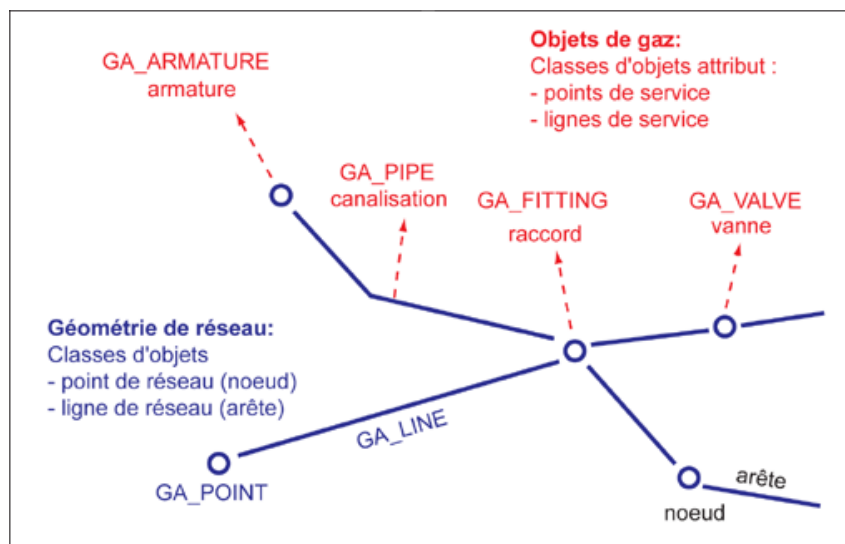 GA_ARMATURE
armature
Objets de gaz:
Classes d'objets attribut :
- points de service
- lignes de service
GA_PIPE
canalisation
GA_FITTING
raccord
GA_VALVE
vanne
Géométrie de réseau:
Classes d'objets
- point de réseau (noeud)
- ligne de réseau (arête)
GA_LINE
GA_POINT
arête
noeud